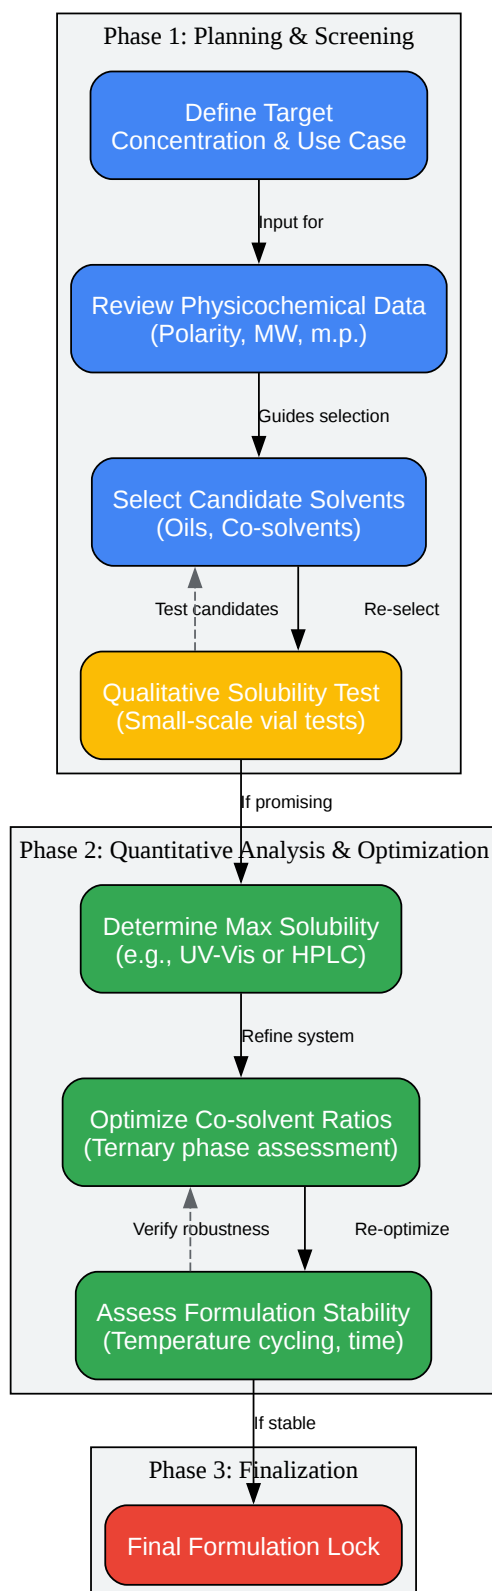 Phase 1: Planning & Screening
Define Target
Concentration & Use Case
Input for
Review Physicochemical Data
(Polarity, MW, m.p.)
Guides selection
Select Candidate Solvents
(Oils, Co-solvents)
Test candidates
Re-select
Qualitative Solubility Test
(Small-scale vial tests)
If promising
Phase 2: Quantitative Analysis & Optimization
Determine Max Solubility
(e.g., UV-Vis or HPLC)
Refine system
Optimize Co-solvent Ratios
(Ternary phase assessment)
Verify robustness
Re-optimize
Assess Formulation Stability
(Temperature cycling, time)
If stable
Phase 3: Finalization
Final Formulation Lock